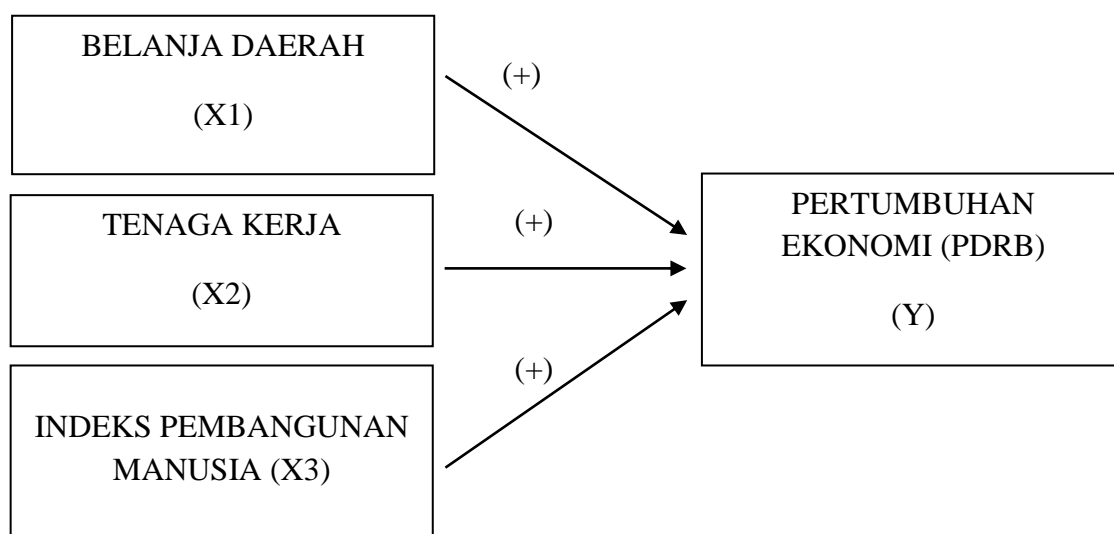 BELANJA DAERAH
(X1)
(+)
TENAGA KERJA
(X2)
(+)
INDEKS PEMBANGUNAN
MANUSIA (X3)
(+)
PERTUMBUHAN
EKONOMI (PDRB)
(Y)